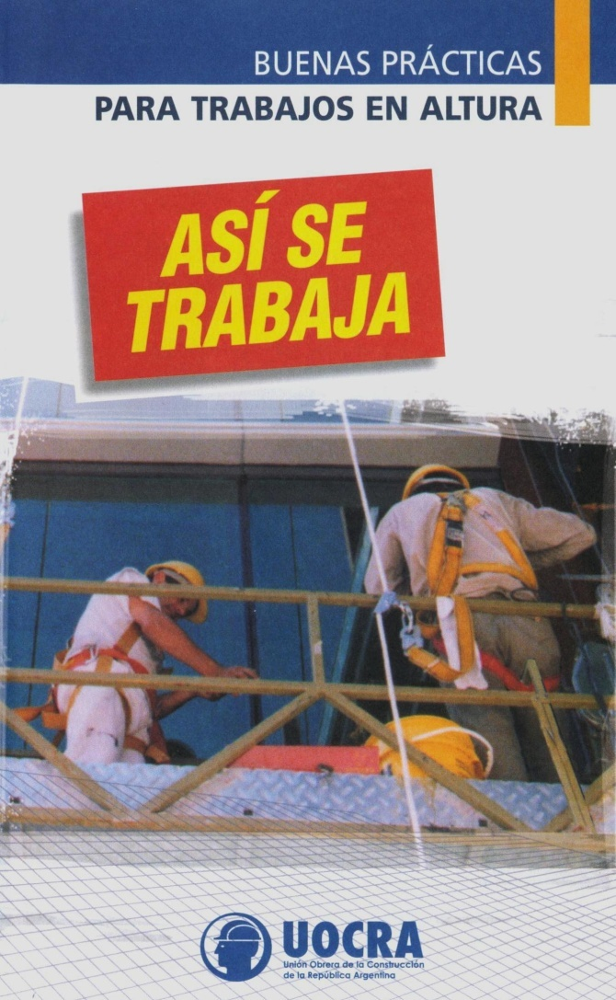 BUENAS PRÁCTICAS
PARA TRABAJOS EN ALTURA
ASÍ SE
TRABAJA
UOCRA
Unión Obrera de la Construcción
de la República Argentina